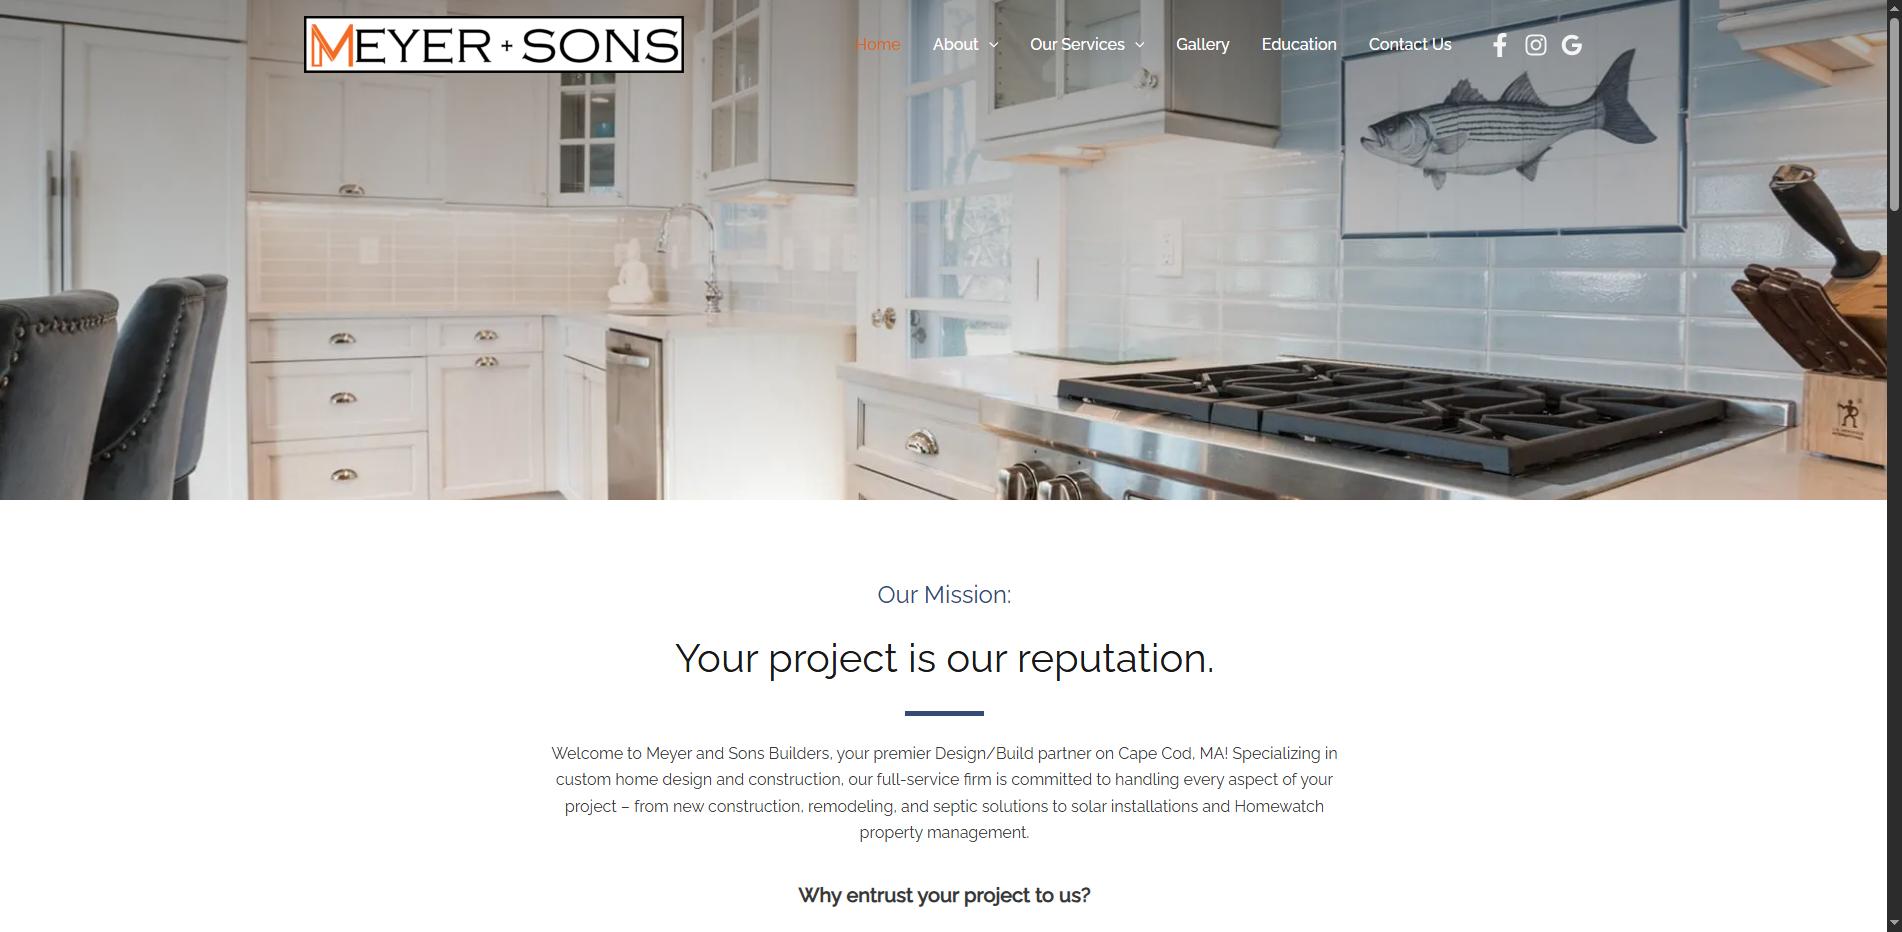 MEYER + SONS
Home
About
Our Services
Gallery
Education
Contact Us
Our Mission:
Your project is our reputation.
Welcome to Meyer and Sons Builders, your premier Design/Build partner on Cape Cod, MA! Specializing in
custom home design and construction, our full-service firm is committed to handling every aspect of your
project – from new construction, remodeling, and septic solutions to solar installations and Homewatch
property management.
Why entrust your project to us?